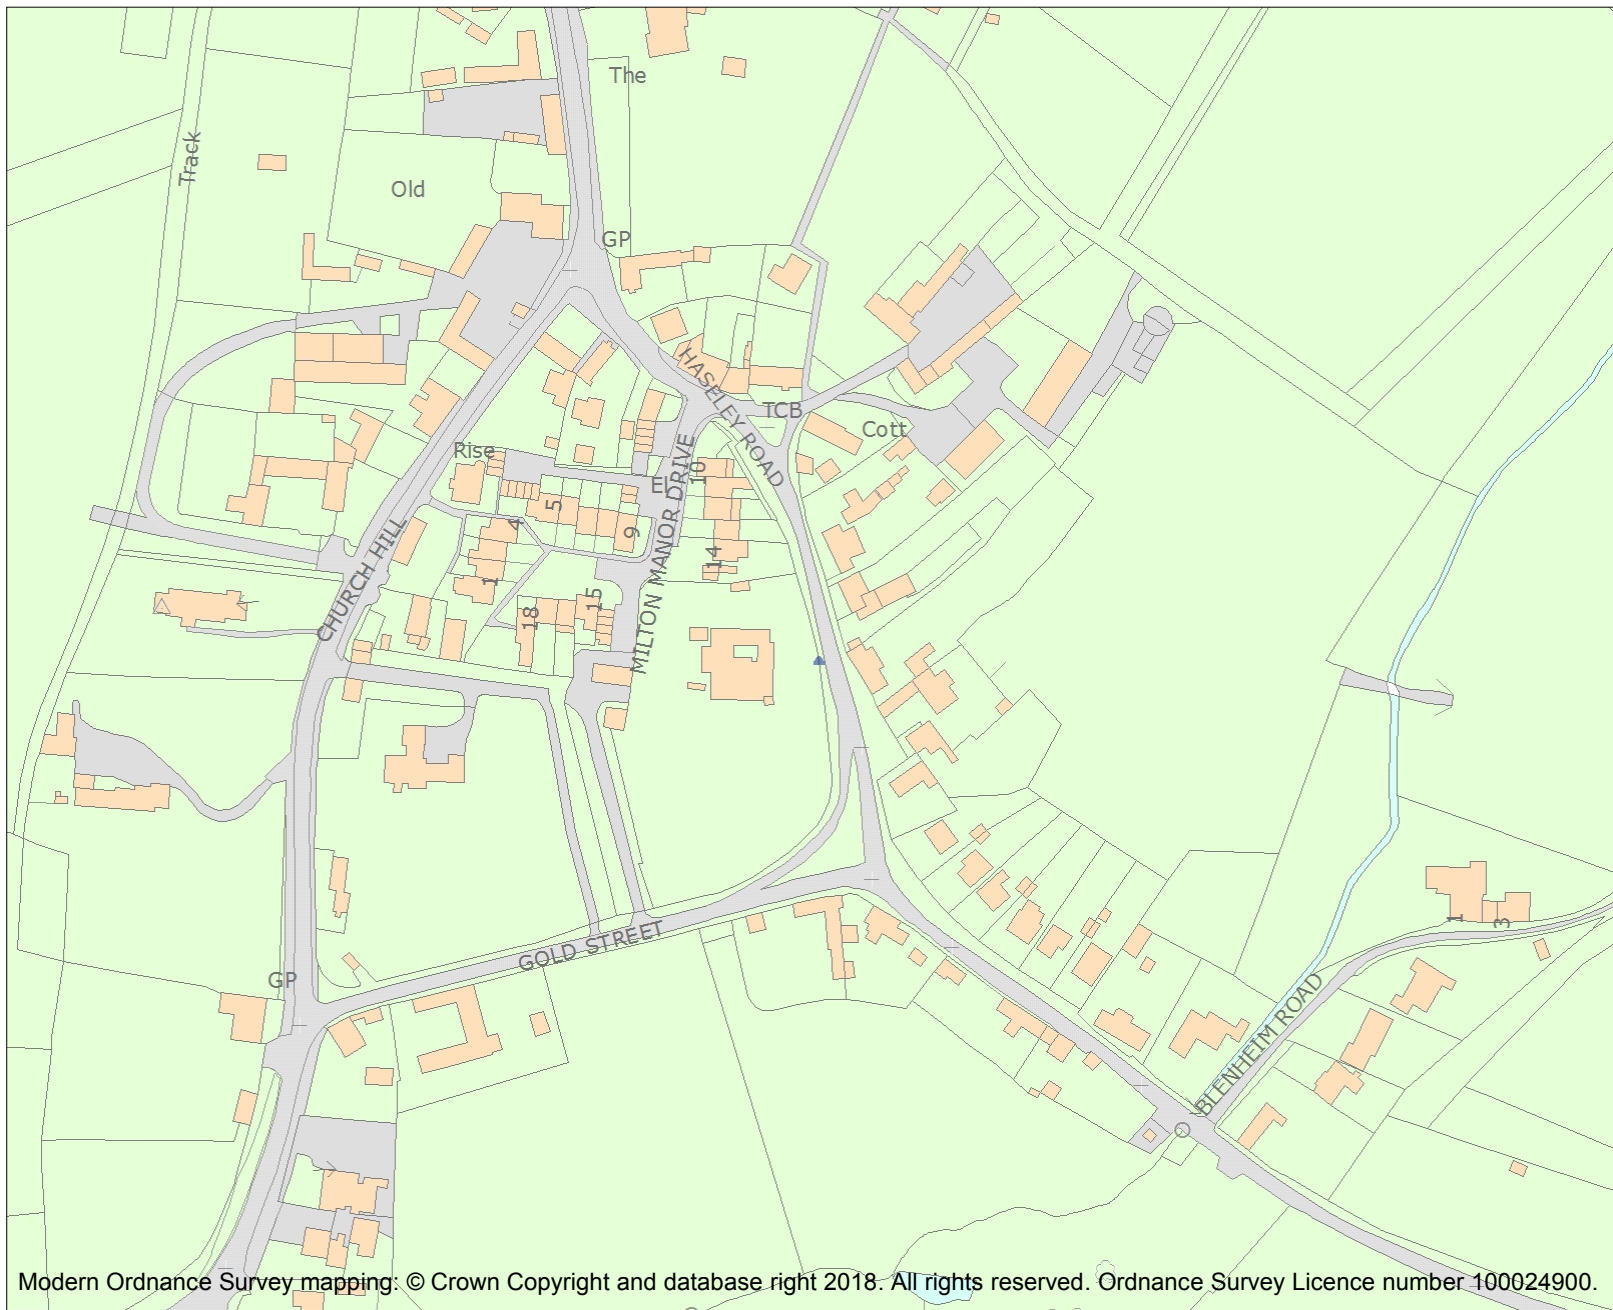 The
Track
Old
GP
HASELEY ROAD
TCB
Cott
Rise
El
10
5
4
9
14
MILTON MANOR DRIVE
CHURCH HILL
1
15
18
1
3
GOLD STREET
GP
BLENHEIM ROAD
Modern Ordnance Survey mapping: © Crown Copyright and database right 2018. All rights reserved. Ordnance Survey Licence number 100024900.